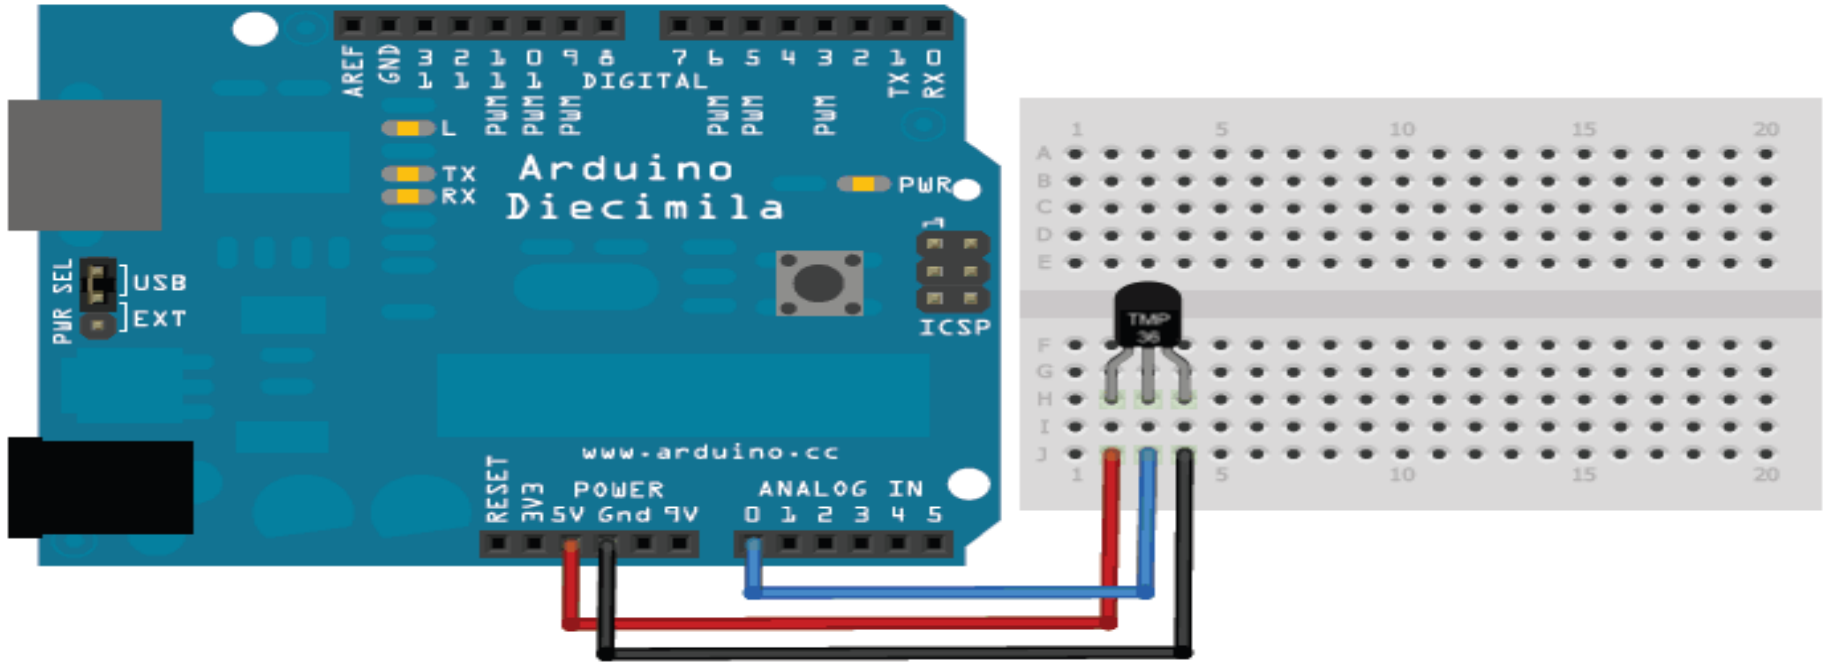 AREF GND 13 12 11 10 9 8 7 6 5 4 3 2 1 0
DIGITAL
PWM PWM PWM PWM PWM PWM TX RX
L
TX
RX
Arduino
Diecimila
PWR
1
ICSP
PWR SEL
USB
EXT
www.arduino.cc
RESET 3V3
POWER
5V Gnd 9V
ANALOG IN
0 1 2 3 4 5
1 5 10 15 20
A
B
C
D
E
TMP
36
F
G
H
I
J
1 5 10 15 20